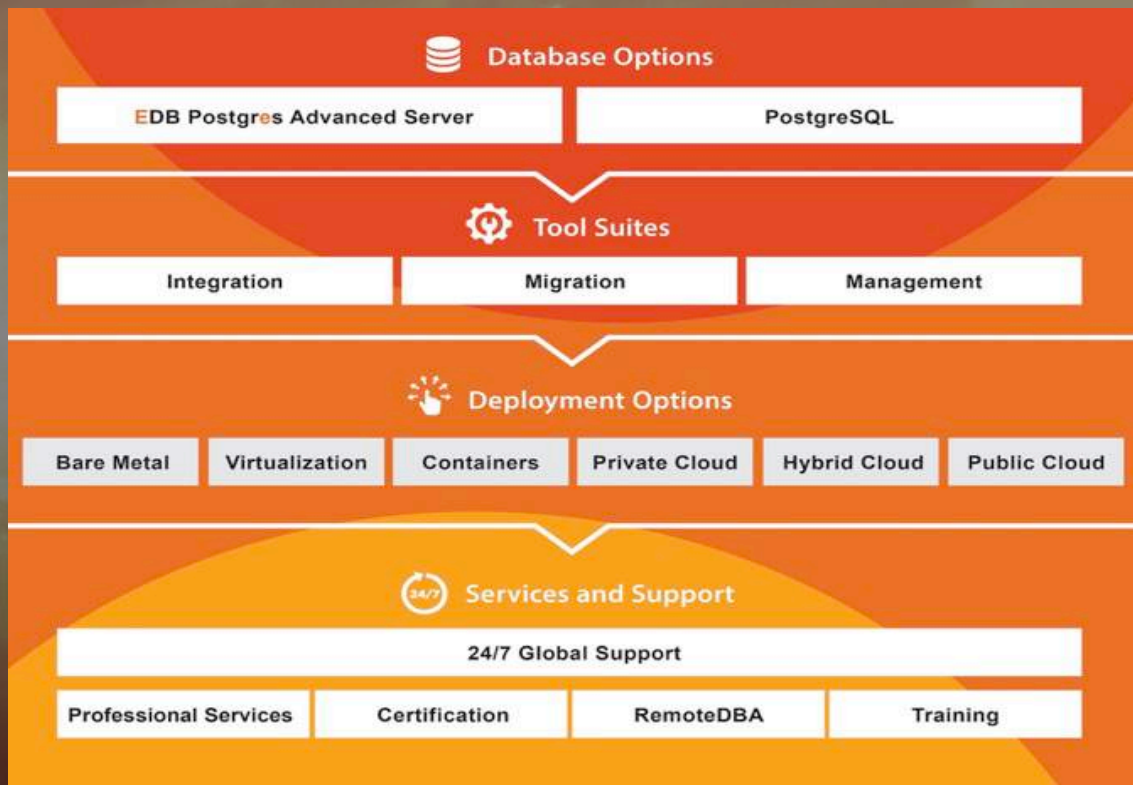 Database Options
EDB Postgres Advanced Server
PostgreSQL
Tool Suites
Integration
Migration
Management
Deployment Options
Bare Metal
Virtualization
Containers
Private Cloud
Hybrid Cloud
Public Cloud
24/7
Services and Support
24/7 Global Support
Professional Services
Certification
RemoteDBA
Training